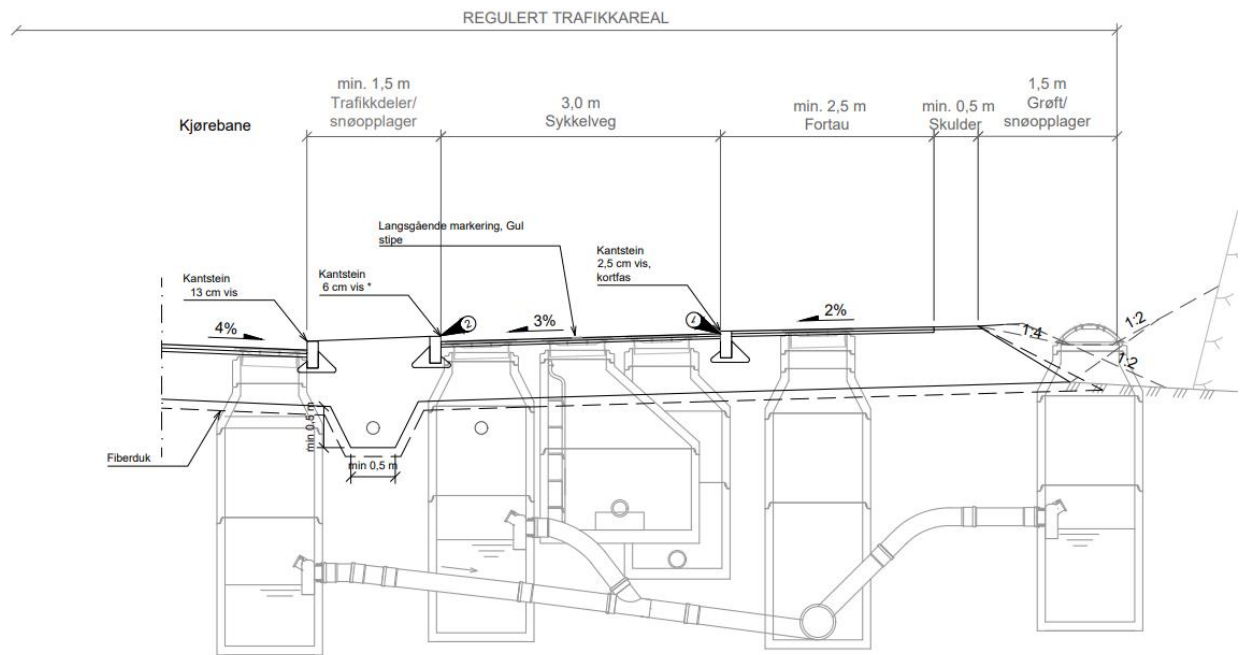 REGULERT TRAFIKKAREAL
min. 1,5 m
Trafikkdeler/
snøopplager
3,0 m
Sykkelveg
min. 2,5 m
Fortau
min. 0,5 m
Skulder
1,5 m
Grøft/
snøopplager
Kjørebane
Langsgående markering, Gul
stipe
Kantstein
13 cm vis
Kantstein
6 cm vis *
Kantstein
2,5 cm vis,
kortfas
4%
2
3%
1
2%
1:4
1:2
1:2
min 0,5 m
min 0,5 m
Fiberduk